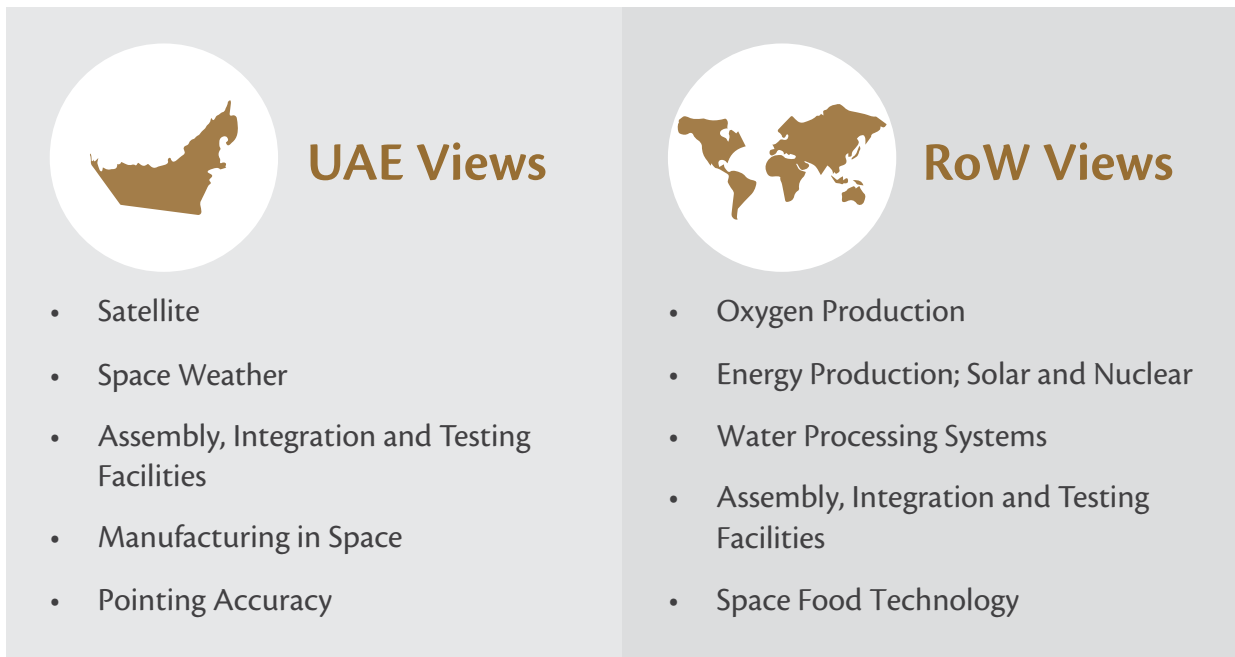 UAE Views
• Satellite
• Space Weather
• Assembly, Integration and Testing
Facilities
• Manufacturing in Space
• Pointing Accuracy
RoW Views
• Oxygen Production
• Energy Production; Solar and Nuclear
• Water Processing Systems
• Assembly, Integration and Testing
Facilities
• Space Food Technology